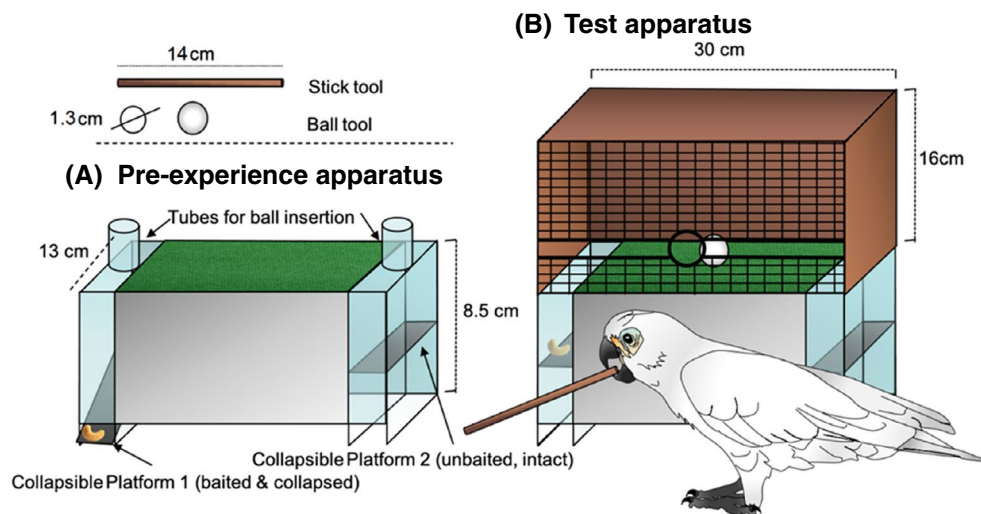 (B) Test apparatus
30 cm
14 cm
Stick tool
1.3 cm
Ball tool
16cm
(A) Pre-experience apparatus
Tubes for ball insertion
13 cm
8.5 cm
Collapsible Platform 2 (unbaited, intact)
Collapsible Platform 1 (baited & collapsed)